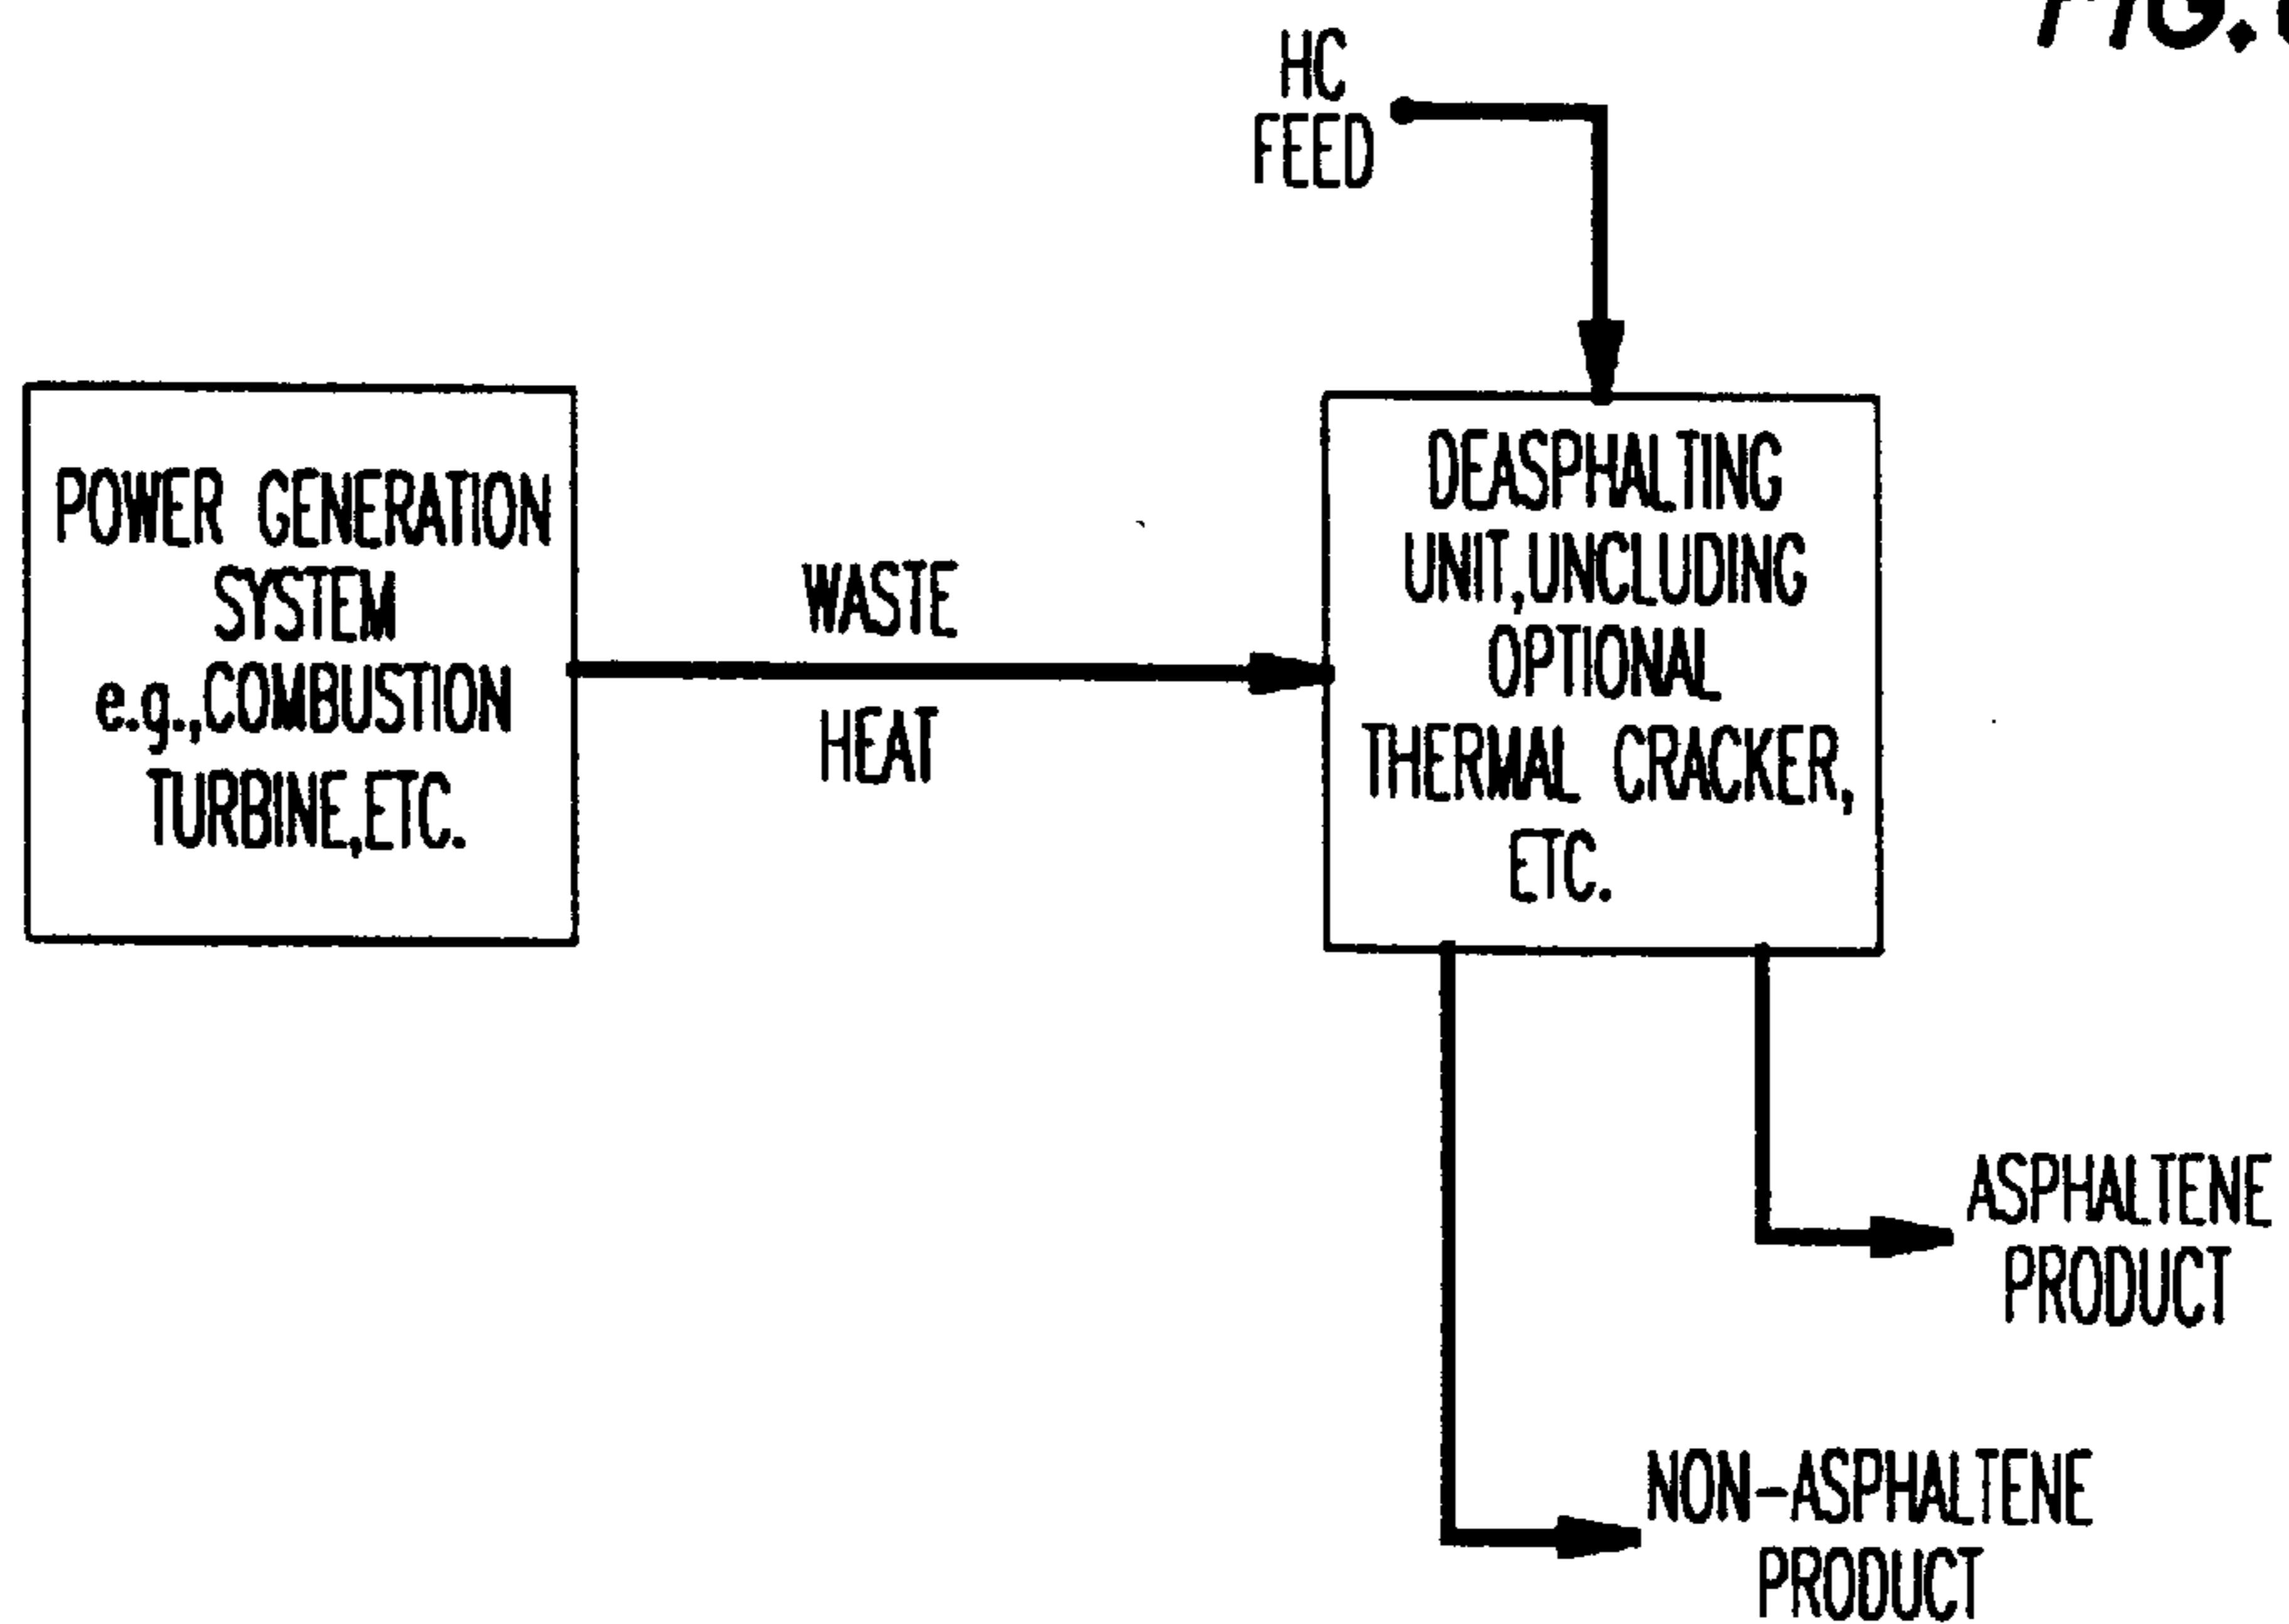 FIG.
HC
FEED
POWER GENERATION
SYSTEM
e.g.,COMBUSTION
TURBINE,ETC.
WASTE
HEAT
DEASPHALTING
UNIT,UNCLUDING
OPTIONAL
THERMAL CRACKER,
ETC.
ASPHALTENE
PRODUCT
NON-ASPHALTENE
PRODUCT